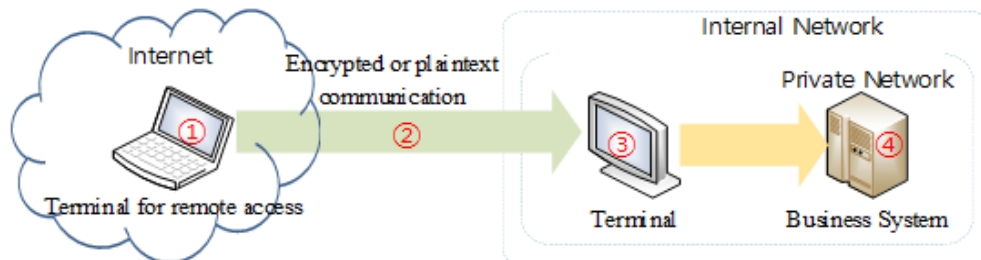 Internal Network
Internet
Encrypted or plaintext
communication
Private Network
①
②
③
④
Terminal for remote access
Terminal
Business System